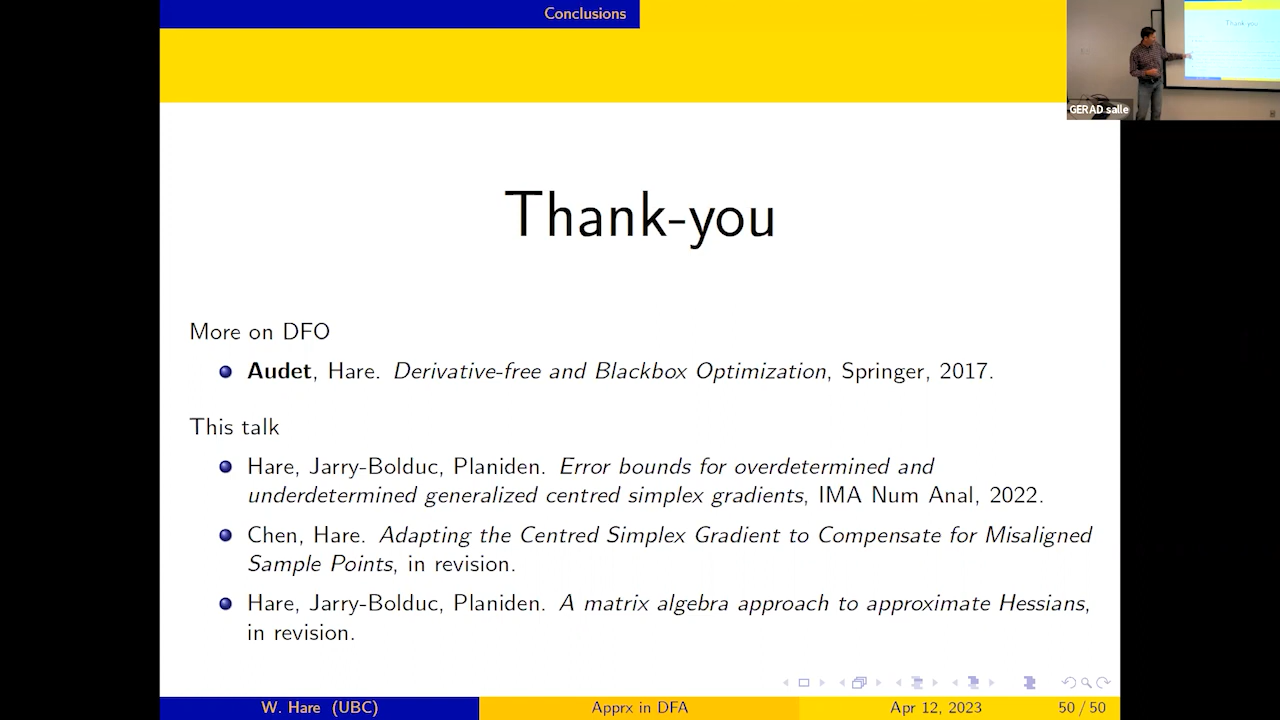 Conclusions
Thank you
GERAD salle
Thank-you
More on DFO
Audet, Hare. Derivative-free and Blackbox Optimization, Springer, 2017.
This talk
Hare, Jarry-Bolduc, Planiden. Error bounds for overdetermined and
underdetermined generalized centred simplex gradients, IMA Num Anal, 2022.
Chen, Hare. Adapting the Centred Simplex Gradient to Compensate for Misaligned
Sample Points, in revision.
Hare, Jarry-Bolduc, Planiden. A matrix algebra approach to approximate Hessians,
in revision.
W. Hare (UBC) Apprx in DFA Apr 12, 2023 50 / 50